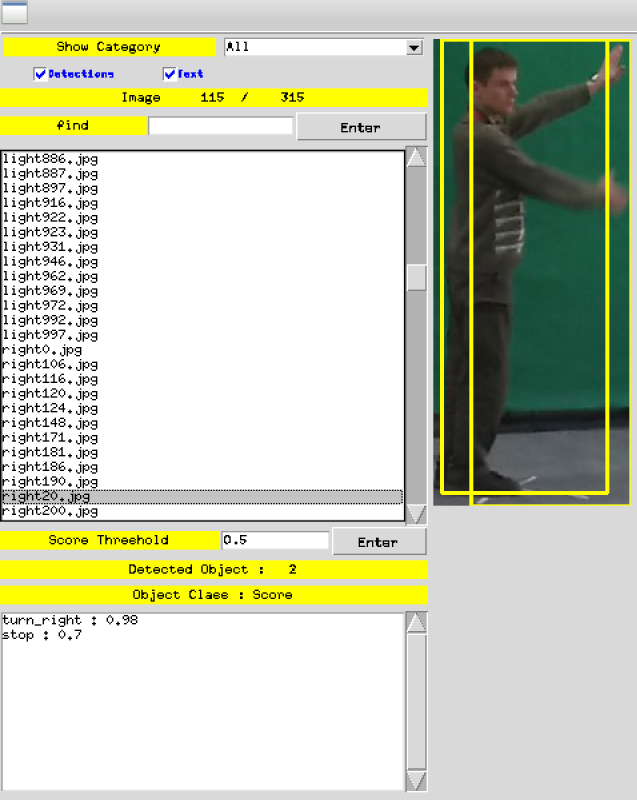 Show Category
All
Detections
Text
Image 115 / 315
find
Enter
light886.jpg
light887.jpg
light897.jpg
light916.jpg
light922.jpg
light923.jpg
light931.jpg
light946.jpg
light962.jpg
light969.jpg
light972.jpg
light992.jpg
light997.jpg
right0.jpg
right106.jpg
right116.jpg
right120.jpg
right124.jpg
right148.jpg
right171.jpg
right181.jpg
right186.jpg
right190.jpg
right20.jpg
right200.jpg
Score Threshold
0.5
Enter
Detected Object : 2
Object Class : Score
turn_right : 0.98
stop : 0.7